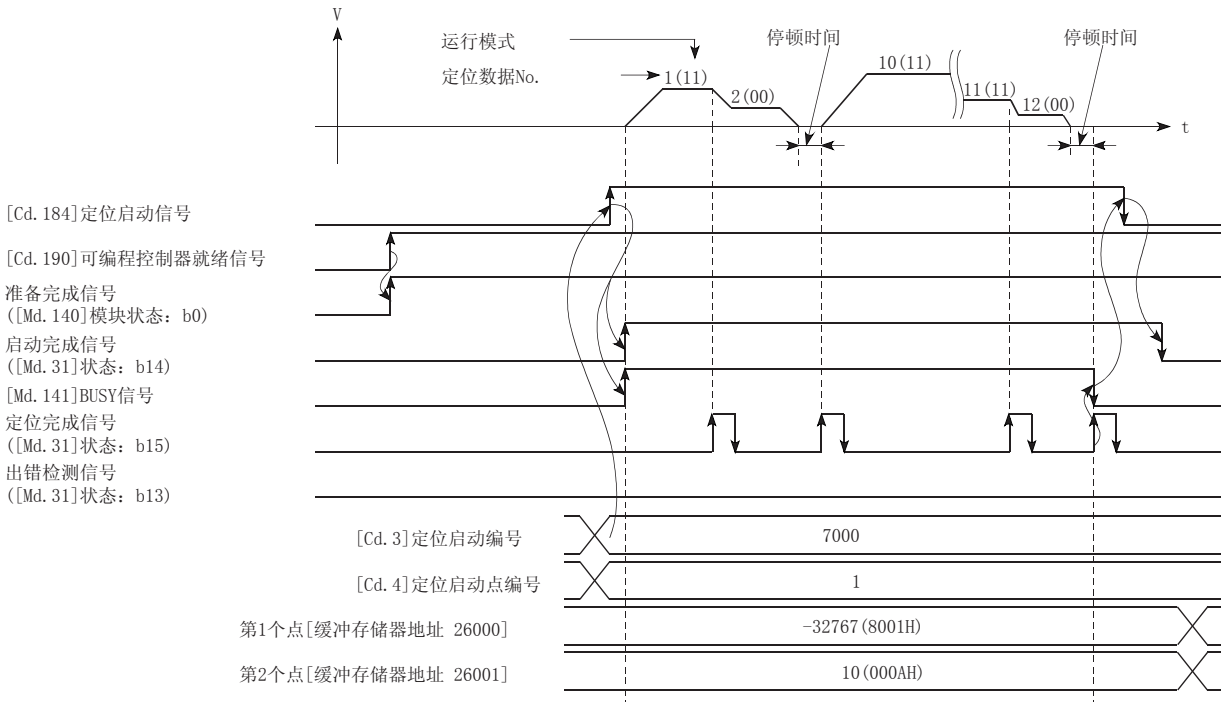 V
运行模式
停顿时间
停顿时间
定位数据No.
1(11)
2(00)
10(11)
11(11)
12(00)
t
[Cd.184]定位启动信号
[Cd.190]可编程控制器就绪信号
准备完成信号
([Md.140]模块状态：b0)
启动完成信号
([Md.31]状态：b14)
[Md.141]BUSY信号
定位完成信号
([Md.31]状态：b15)
出错检测信号
([Md.31]状态：b13)
[Cd.3]定位启动编号
7000
[Cd.4]定位启动点编号
1
第1个点[缓冲存储器地址 26000]
-32767(8001H)
第2个点[缓冲存储器地址 26001]
10(000AH)